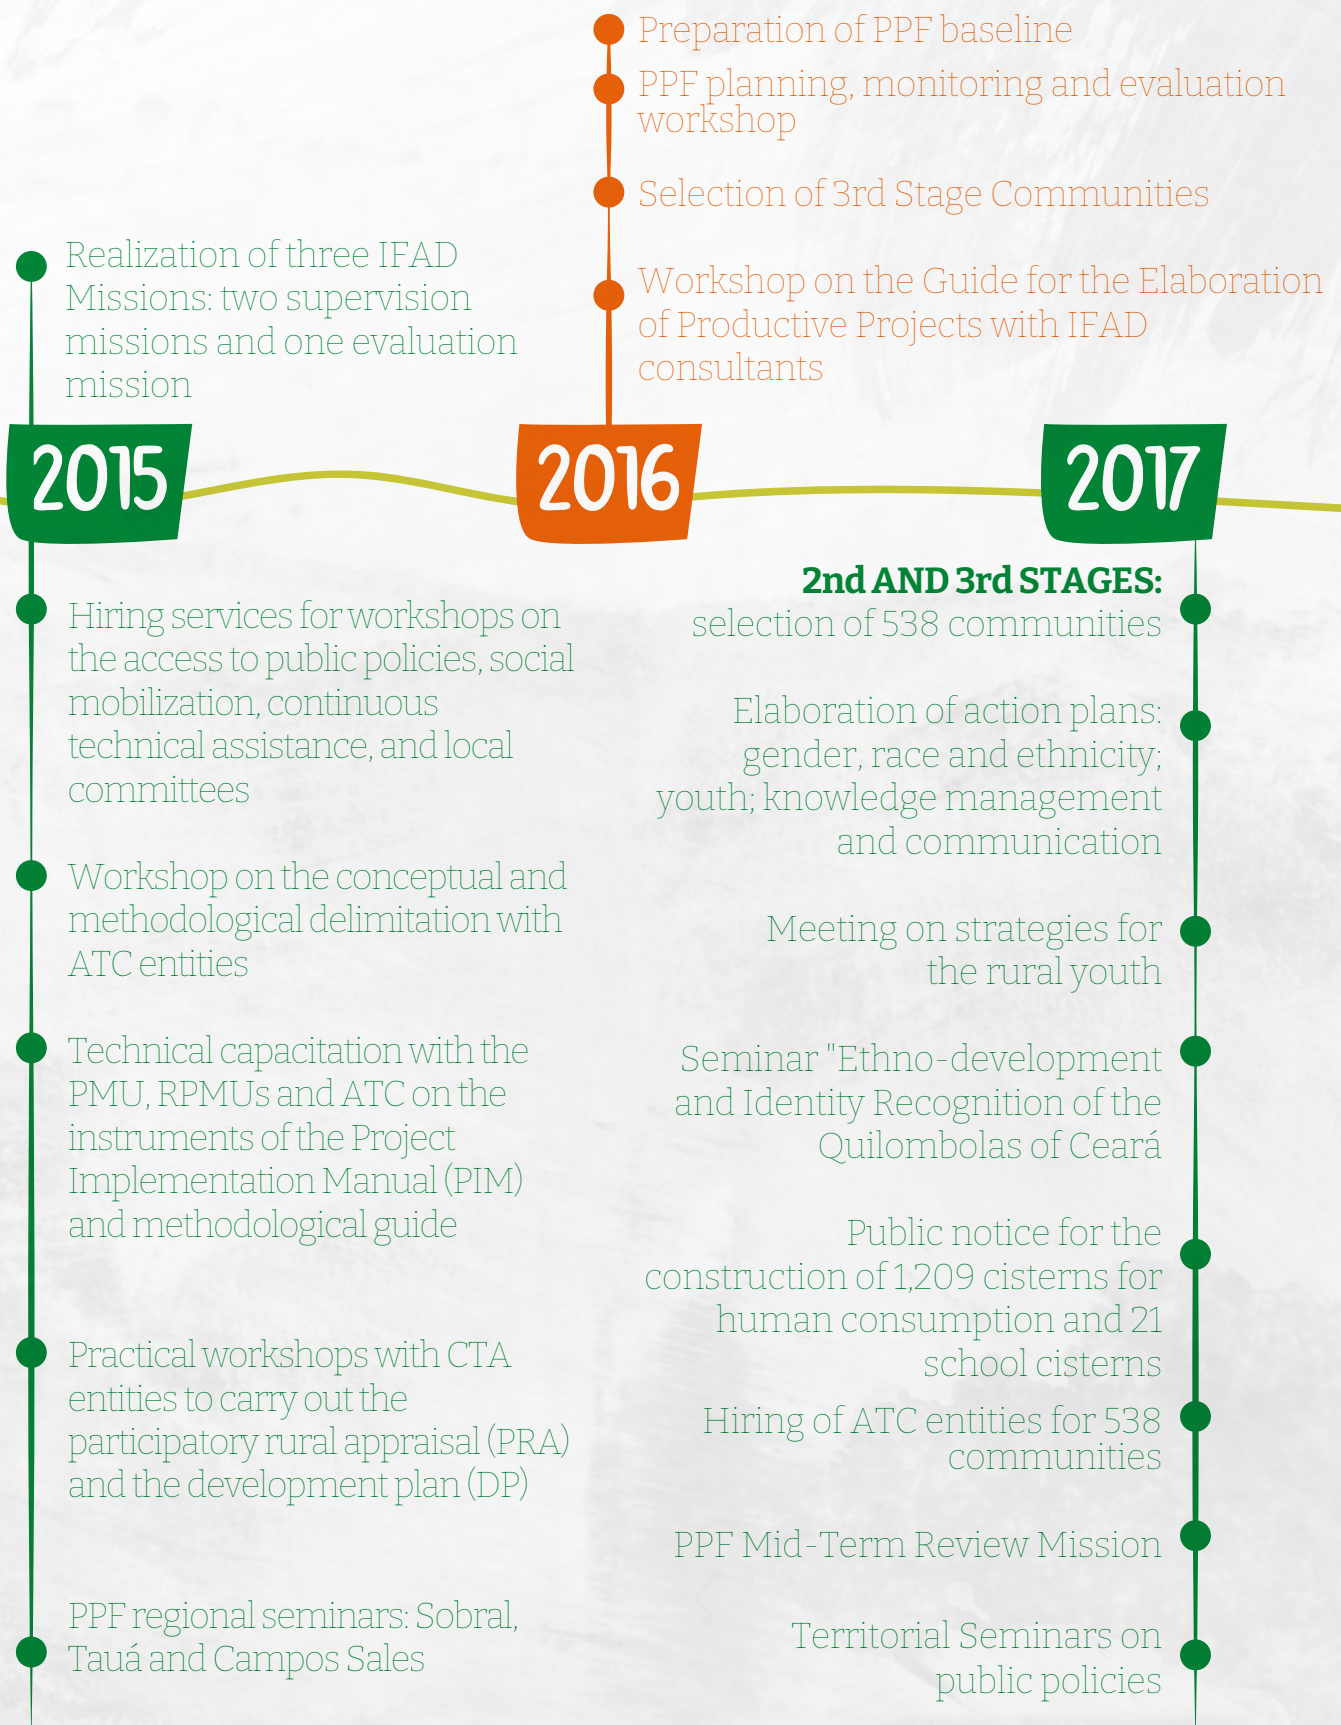 Realization of three IFAD
Missions: two supervision
missions and one evaluation
mission
2015
Hiring services for workshops on
the access to public policies, social
mobilization, continuous
technical assistance, and local
committees
Workshop on the conceptual and
methodological delimitation with
ATC entities
Technical capacitation with the
PMU, RPMUs and ATC on the
instruments of the Project
Implementation Manual (PIM)
and methodological guide
Practical workshops with CTA
entities to carry out the
participatory rural appraisal (PRA)
and the development plan (DP)
PPF regional seminars: Sobral,
Tauá and Campos Sales
Preparation of PPF baseline
PPF planning, monitoring and evaluation
workshop
Selection of 3rd Stage Communities
Workshop on the Guide for the Elaboration
of Productive Projects with IFAD
consultants
2016
2017
2nd AND 3rd STAGES:
selection of 538 communities
Elaboration of action plans:
gender, race and ethnicity;
youth; knowledge management
and communication
Meeting on strategies for
the rural youth
Seminar "Ethno-development
and Identity Recognition of the
Quilombolas of Ceará
Public notice for the
construction of 1,209 cisterns for
human consumption and 21
school cisterns
Hiring of ATC entities for 538
communities
PPF Mid-Term Review Mission
Territorial Seminars on
public policies